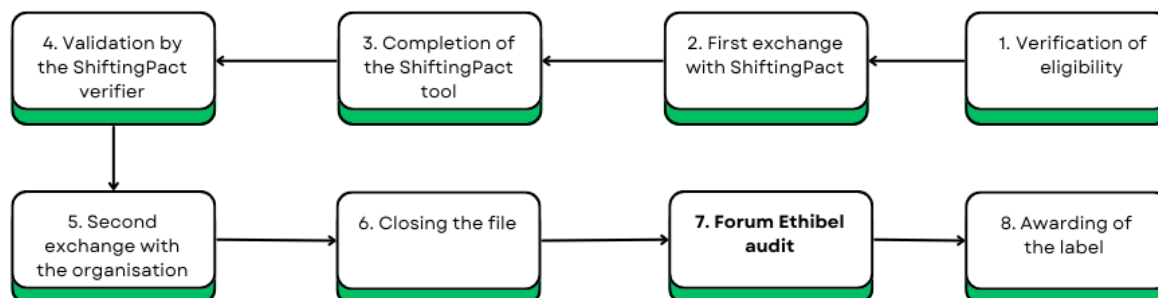 1. Verification of
eligibility
2. First exchange
with ShiftingPact
3. Completion of
the ShiftingPact
tool
4. Validation by
the ShiftingPact
verifier
5. Second
exchange with
the organisation
6. Closing the file
7. Forum Ethibel
audit
8. Awarding of
the label